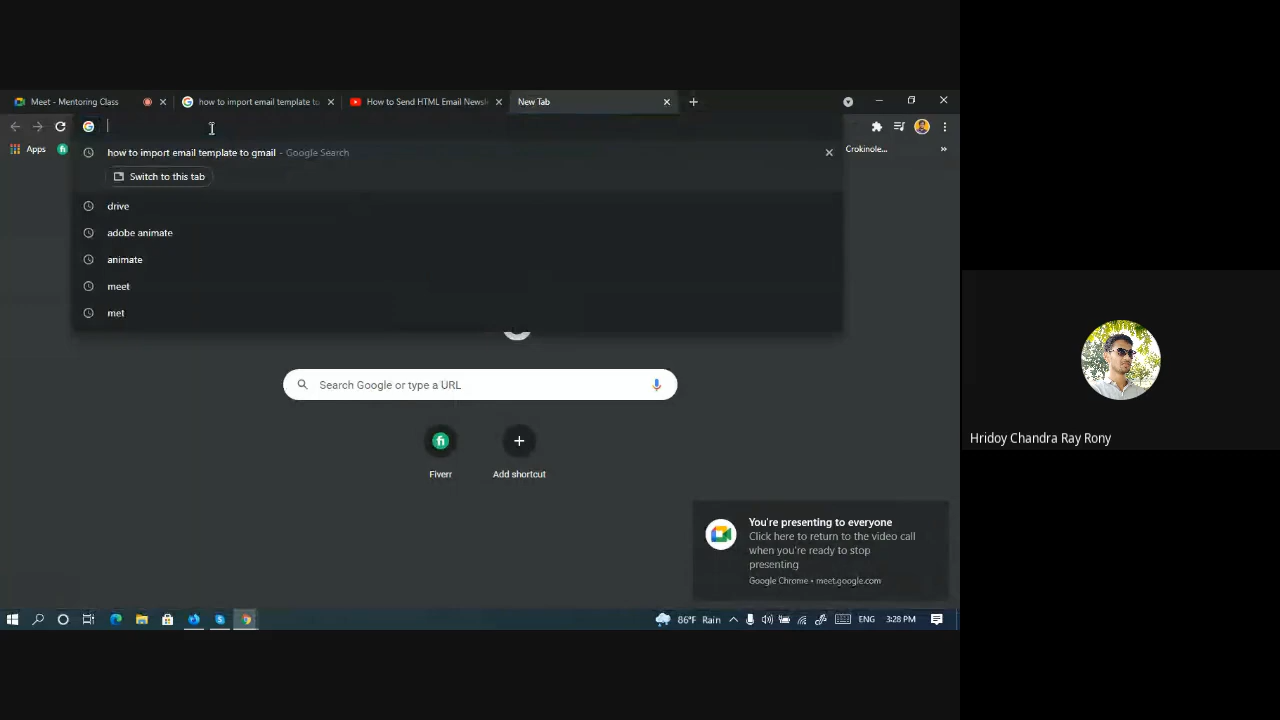 Meet - Mentoring Class
how to import email template to
How to Send HTML Email Newsl
New Tab
Apps
Crokinole...
»
how to import email template to gmail - Google Search
Switch to this tab
drive
adobe animate
animate
meet
met
Search Google or type a URL
fi
Fiverr
Add shortcut
You're presenting to everyone
Click here to return to the video call
when you're ready to stop
presenting
Google Chrome • meet.google.com
Hridoy Chandra Ray Rony
86°F Rain
ENG
3:28 PM